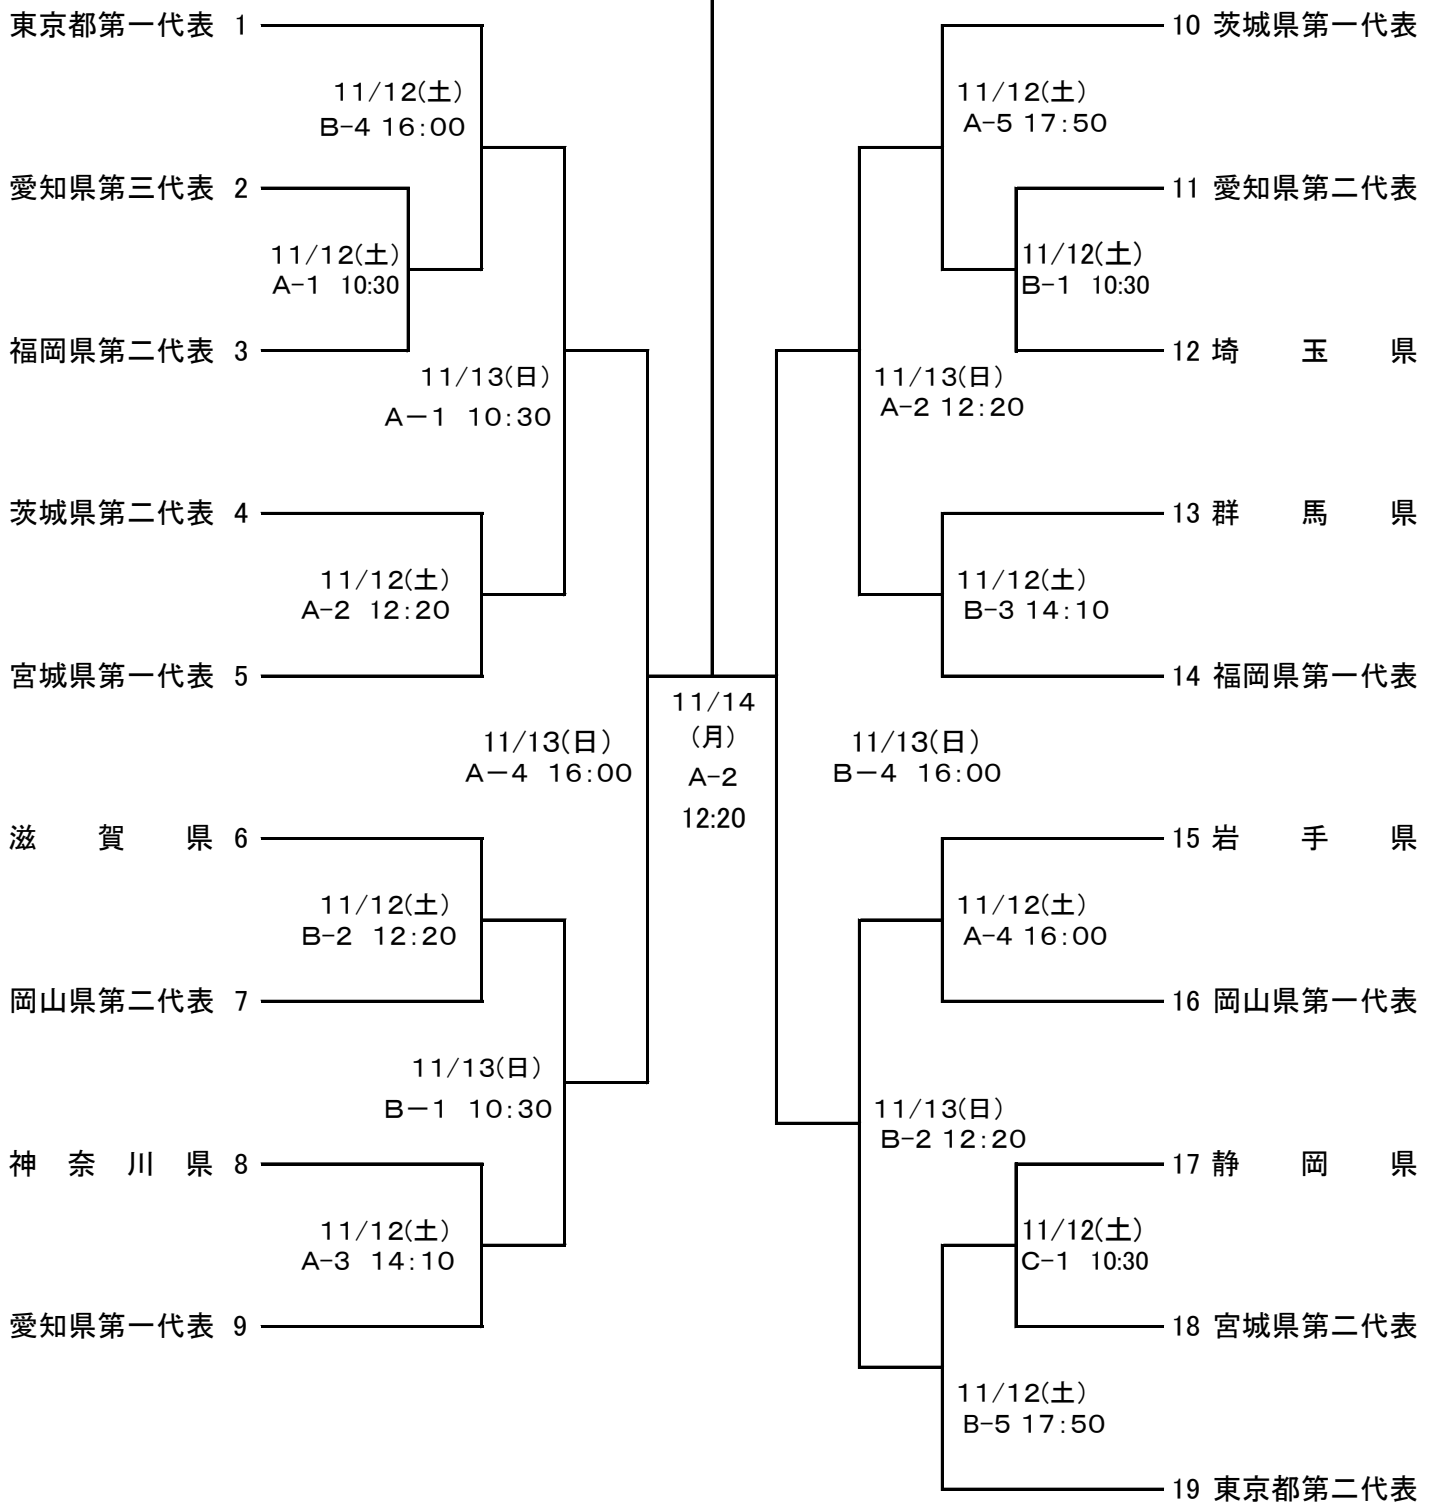 東京都第一代表 1
11/12(土)
B-4 16:00
愛知県第三代表 2
11/12(土)
A-1 10:30
福岡県第二代表 3
11/13(日)
A－1 10:30
茨城県第二代表 4
11/12(土)
A-2 12:20
宮城県第一代表 5
11/13(日)
A－4 16:00
滋賀県 6
11/12(土)
B-2 12:20
岡山県第二代表 7
11/13(日)
B－1 10:30
神奈川県 8
11/12(土)
A-3 14:10
愛知県第一代表 9
11/14
(月)
A-2
12:20
10 茨城県第一代表
11/12(土)
A-5 17:50
11 愛知県第二代表
11/12(土)
B-1 10:30
12 埼玉県
11/13(日)
A-2 12:20
13 群馬県
11/12(土)
B-3 14:10
14 福岡県第一代表
11/13(日)
B－4 16:00
15 岩手県
11/12(土)
A-4 16:00
16 岡山県第一代表
11/13(日)
B-2 12:20
17 静岡県
11/12(土)
C-1 10:30
18 宮城県第二代表
11/12(土)
B-5 17:50
19 東京都第二代表